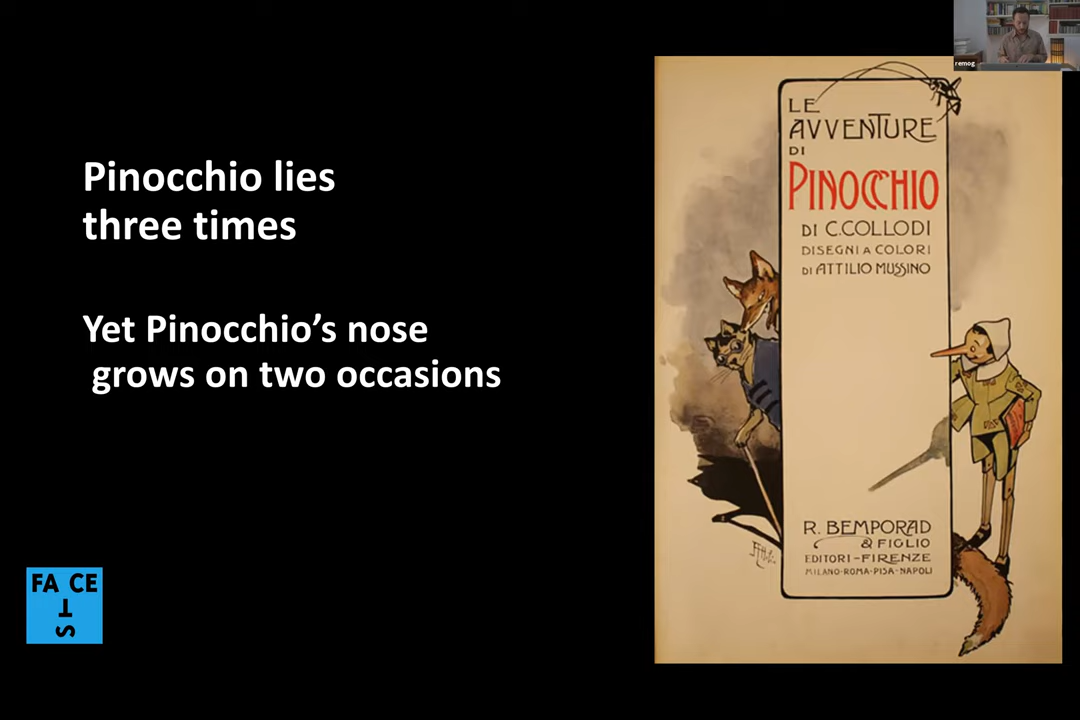 remog
Pinocchio lies
three times
Yet Pinocchio’s nose
grows on two occasions
LE
AVVENTURE
DI
PINOCCHIO
DI C.COLLODI
DISEGNI A COLORI
DI ATTILIO MUSSINO
R. BEMPORAD
& FIGLIO
EDITORI-FIRENZE
MILANO-ROMA-PISA-NAPOLI
FA CE
T
S